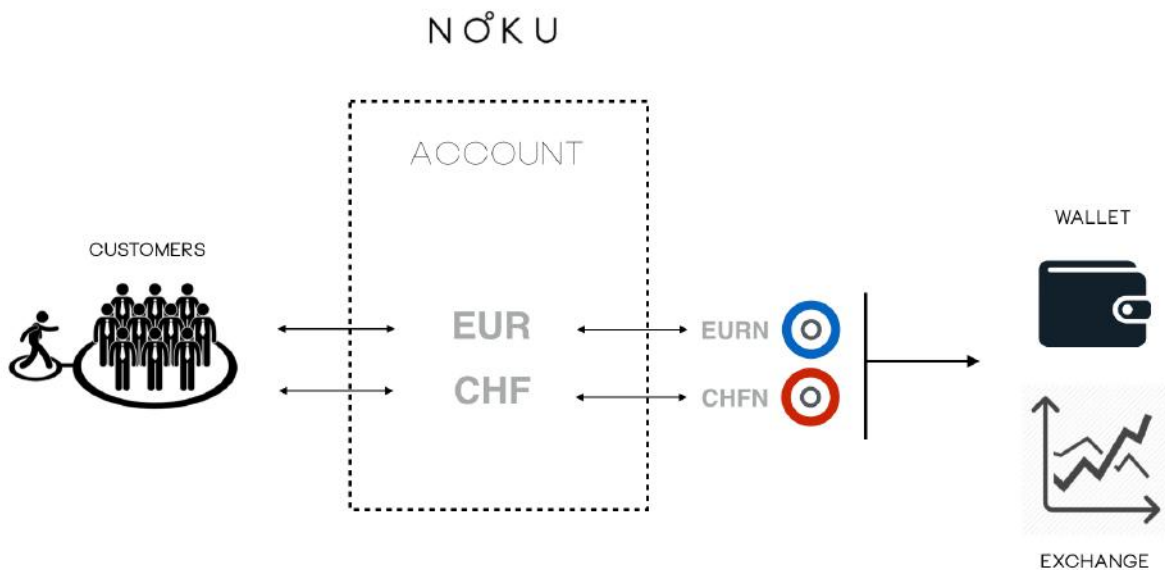 NOKU
ACCOUNT
WALLET
CUSTOMERS
EUR
EURN
CHF
CHFN
EXCHANGE